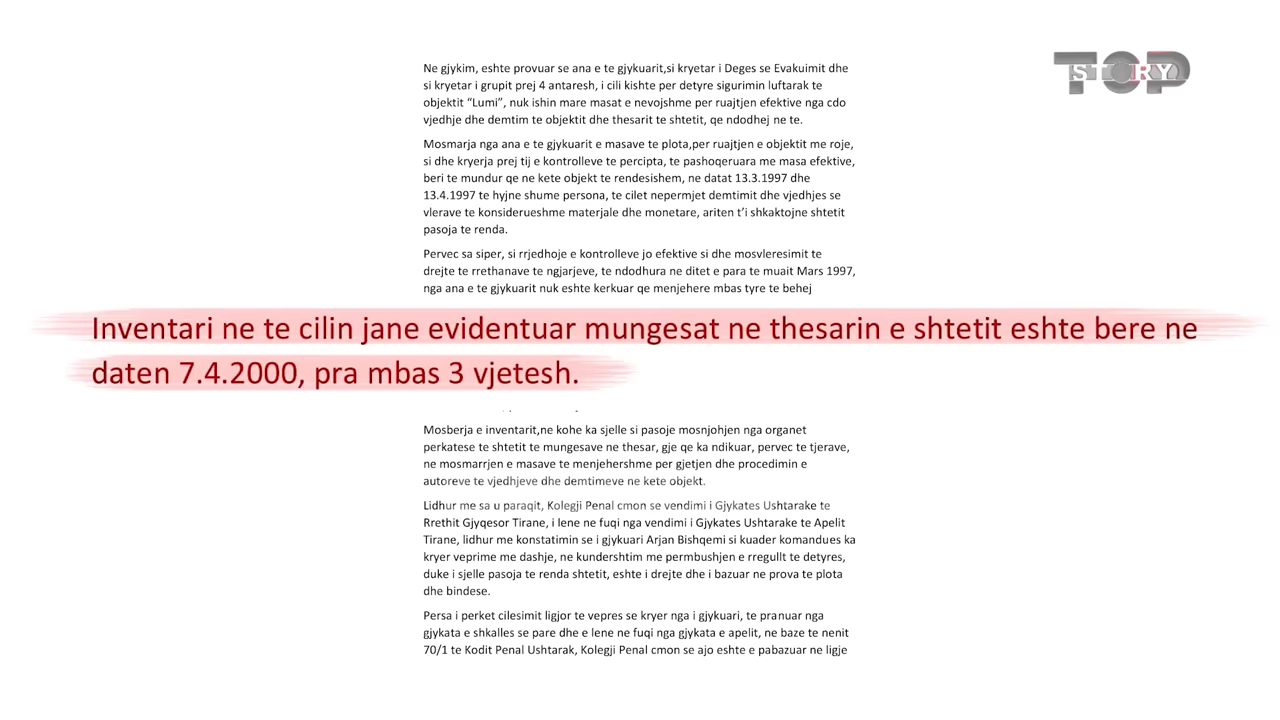 TOP
STORY
Ne gjykim, eshte provuar se ana e te gjykuarit,si kryetar i Deges se Evakuimit dhe
si kryetar i grupit prej 4 antaresh, i cili kishte per detyre sigurimin luftarak te
objektit “Lumi”, nuk ishin mare masat e nevojshme per ruajtjen efektive nga cdo
vjedhje dhe demtim te objektit dhe thesarit te shtetit, qe ndodhej ne te.
Mosmarja nga ana e te gjykuarit e masave te plota,per ruajtjen e objektit me roje,
si dhe kryerja prej tij e kontrolleve te percipta, te pashoqeruara me masa efektive,
beri te mundur qe ne kete objekt te rendesishem, ne datat 13.3.1997 dhe
13.4.1997 te hyjne shume persona, te cilet nepermjet demtimit dhe vjedhjes se
vlerave te konsiderueshme materjale dhe monetare, ariten t’i shkaktojne shtetit
pasoja te renda.
Pervec sa siper, si rrjedhoje e kontrolleve jo efektive si dhe mosvleresimit te
drejte te rrethanave te ngjarjeve, te ndodhura ne ditet e para te muait Mars 1997,
nga ana e te gjykuarit nuk eshte kerkuar qe menjehere mbas tyre te behej
Inventari ne te cilin jane evidentuar mungesat ne thesarin e shtetit eshte bere ne
daten 7.4.2000, pra mbas 3 vjetesh.
Mosberja e inventarit,ne kohe ka sjelle si pasoje mosnjohjen nga organet
perkatese te shtetit te mungesave ne thesar, gje qe ka ndikuar, pervec te tjerave,
ne mosmarrjen e masave te menjehershme per gjetjen dhe procedimin e
autoreve te vjedhjeve dhe demtimeve ne kete objekt.
Lidhur me sa u paraqit, Kolegji Penal cmon se vendimi i Gjykates Ushtarake te
Rrethit Gjyqesor Tirane, i lene ne fuqi nga vendimi i Gjykates Ushtarake te Apelit
Tirane, lidhur me konstatimin se i gjykuari Arjan Bishqemi si kuader komandues ka
kryer veprime me dashje, ne kundershtim me permbushjen e rregullt te detyres,
duke i sjelle pasoja te renda shtetit, eshte i drejte dhe i bazuar ne prova te plota
dhe bindese.
Persa i perket cilesimit ligjor te vepres se kryer nga i gjykuari, te pranuar nga
gjykata e shkalles se pare dhe e lene ne fuqi nga gjykata e apelit, ne baze te nenit
70/1 te Kodit Penal Ushtarak, Kolegji Penal cmon se ajo eshte e pabazuar ne ligje